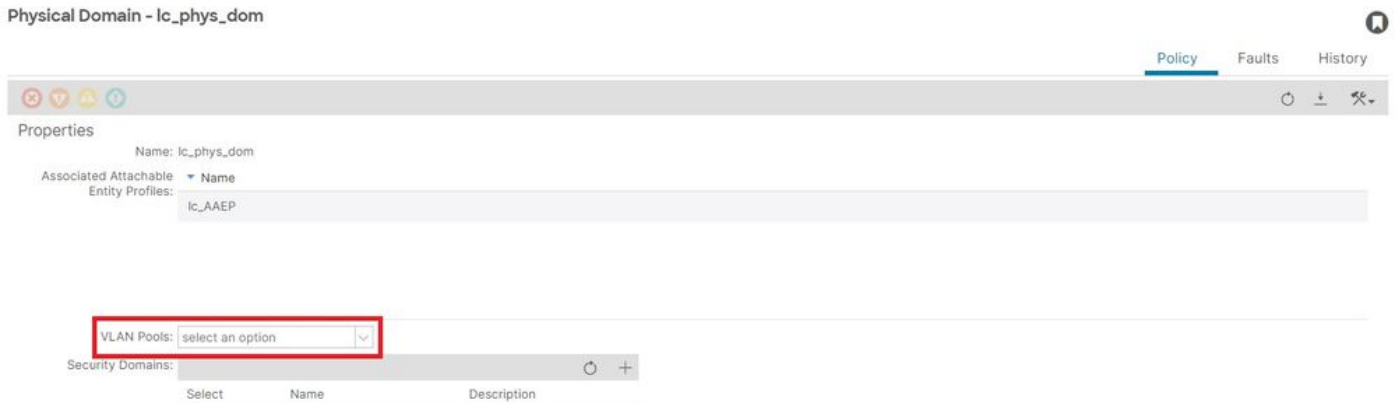 Physical Domain - lc_phys_dom
Policy Faults History
Properties
Name: lc_phys_dom
Associated Attachable Entity Profiles:
Name
lc_AAEP
VLAN Pools: select an option
Security Domains:
Select Name Description